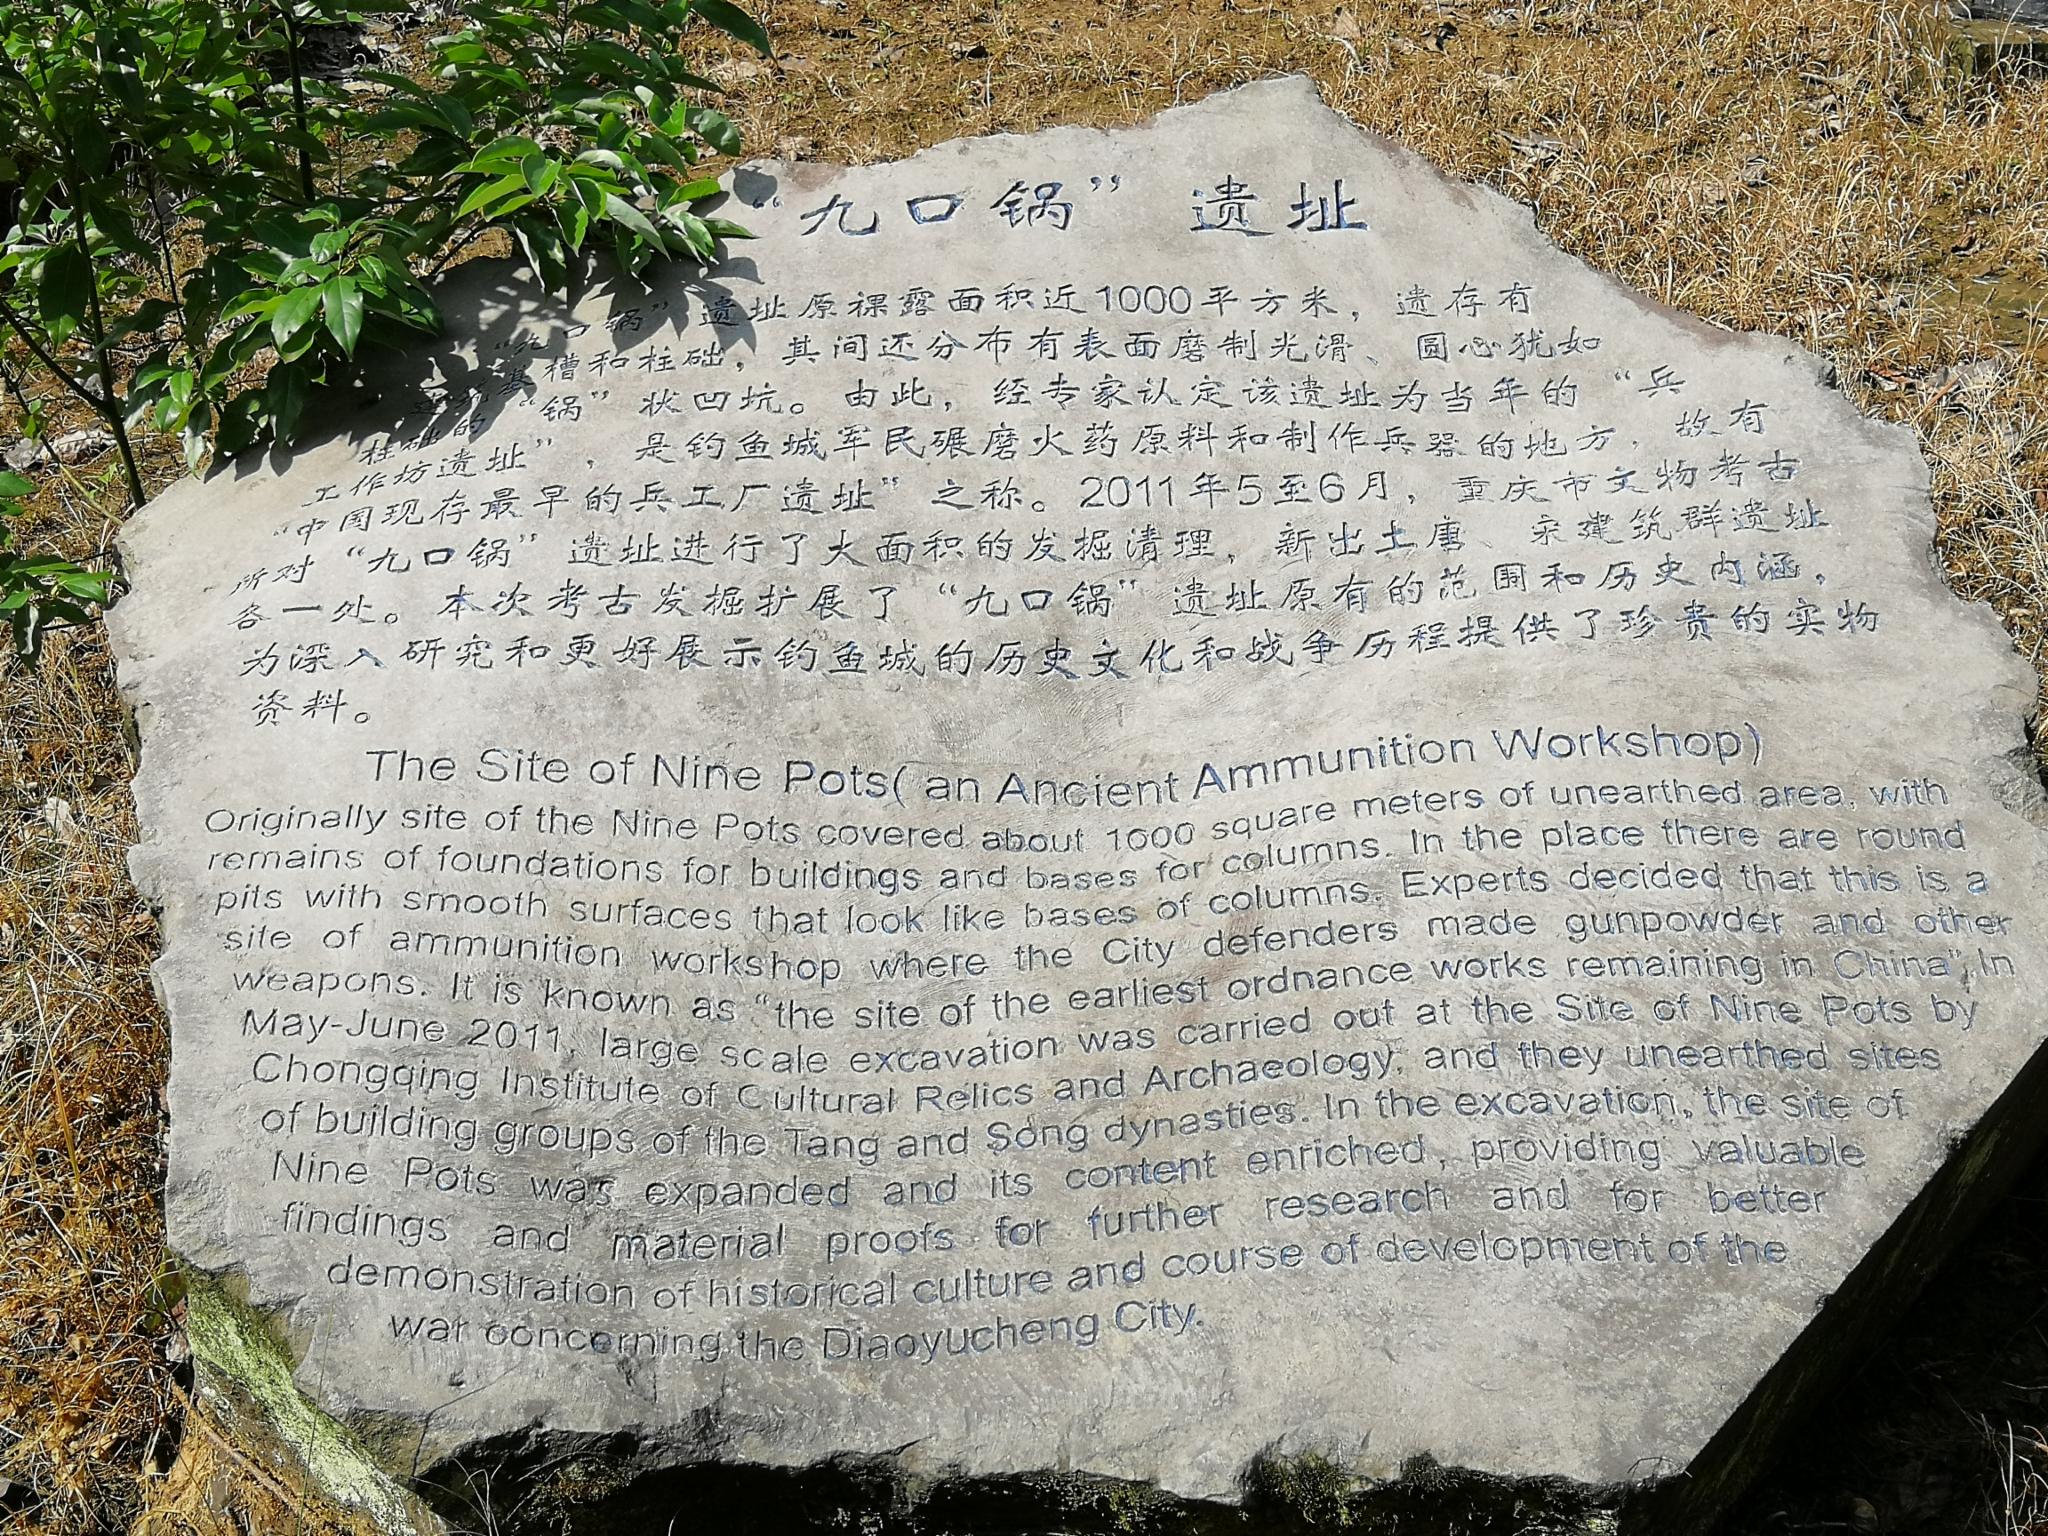 “九口锅”遗址
“九口锅”遗址原裸露面积近1000平方米，遗存有
建筑基槽和柱础，其间还分布有表面磨制光滑、圆心犹如
柱础的“锅”状凹坑。由此，经专家认定该遗址为当年的“兵
工作坊遗址”，是钓鱼城军民碾磨火药原料和制作兵器的地方，故有
“中国现存最早的兵工厂遗址”之称。2011年5至6月，重庆市文物考古
所对“九口锅”遗址进行了大面积的发掘清理，新出土唐、宋建筑群遗址
各一处。本次考古发掘扩展了“九口锅”遗址原有的范围和历史内涵，
为深入研究和更好展示钓鱼城的历史文化和战争历程提供了珍贵的实物
资料。
The Site of Nine Pots( an Ancient Ammunition Workshop)
Originally site of the Nine Pots covered about 1000 square meters of unearthed area, with
remains of foundations for buildings and bases for columns. In the place there are round
pits with smooth surfaces that look like bases of columns. Experts decided that this is a
site of ammunition workshop where the City defenders made gunpowder and other
weapons. It is known as “the site of the earliest ordnance works remaining in China”.In
May-June 2011, large scale excavation was carried out at the Site of Nine Pots by
Chongqing Institute of Cultural Relics and Archaeology, and they unearthed sites
of building groups of the Tang and Song dynasties. In the excavation, the site of
Nine Pots was expanded and its content enriched, providing valuable
findings and material proofs for further research and for better
demonstration of historical culture and course of development of the
war concerning the Diaoyucheng City.